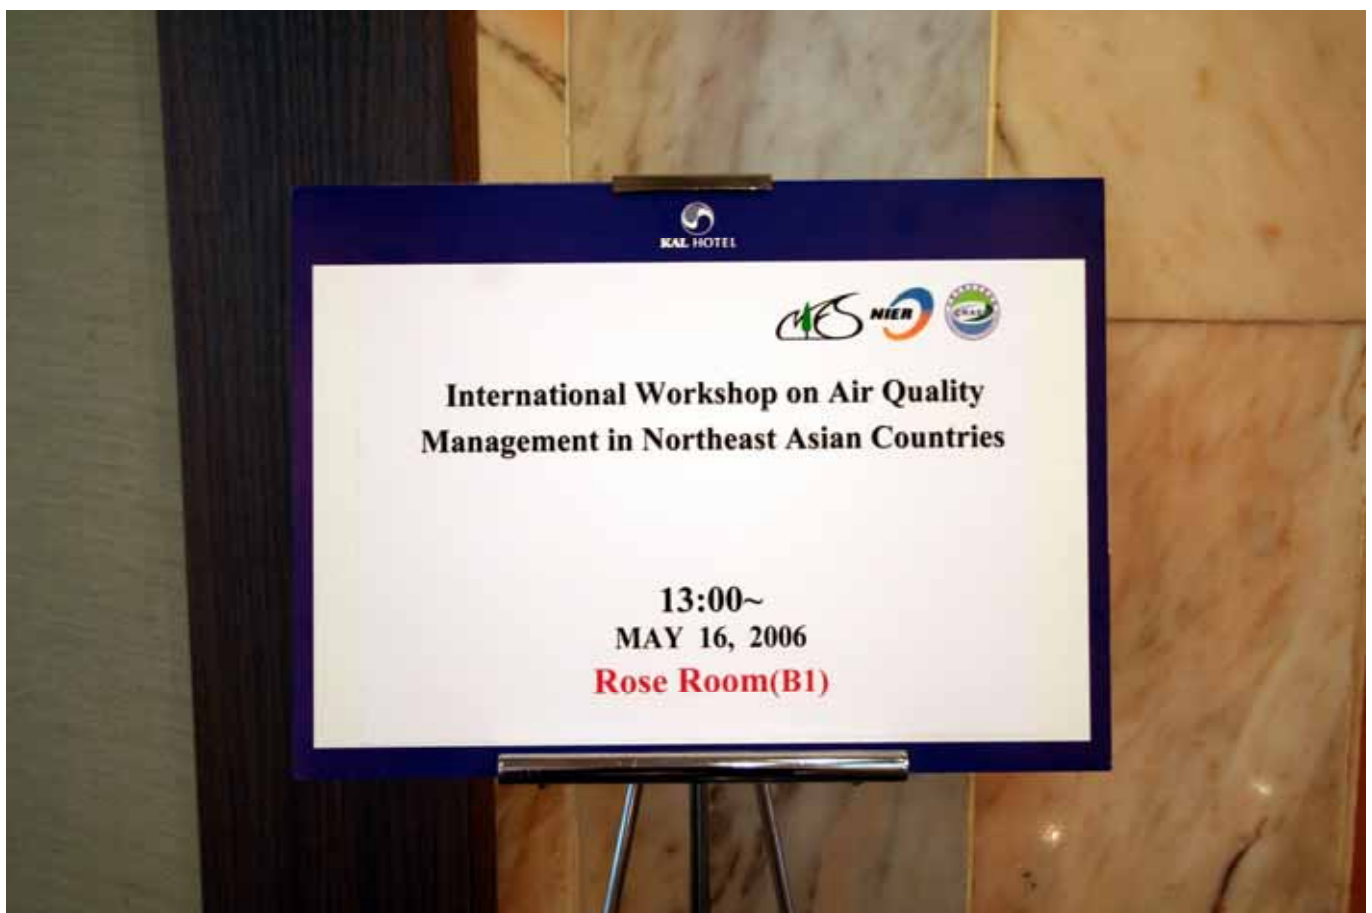 KAL HOTEL
NIER
International Workshop on Air Quality
Management in Northeast Asian Countries
13:00~
MAY 16, 2006
Rose Room(B1)